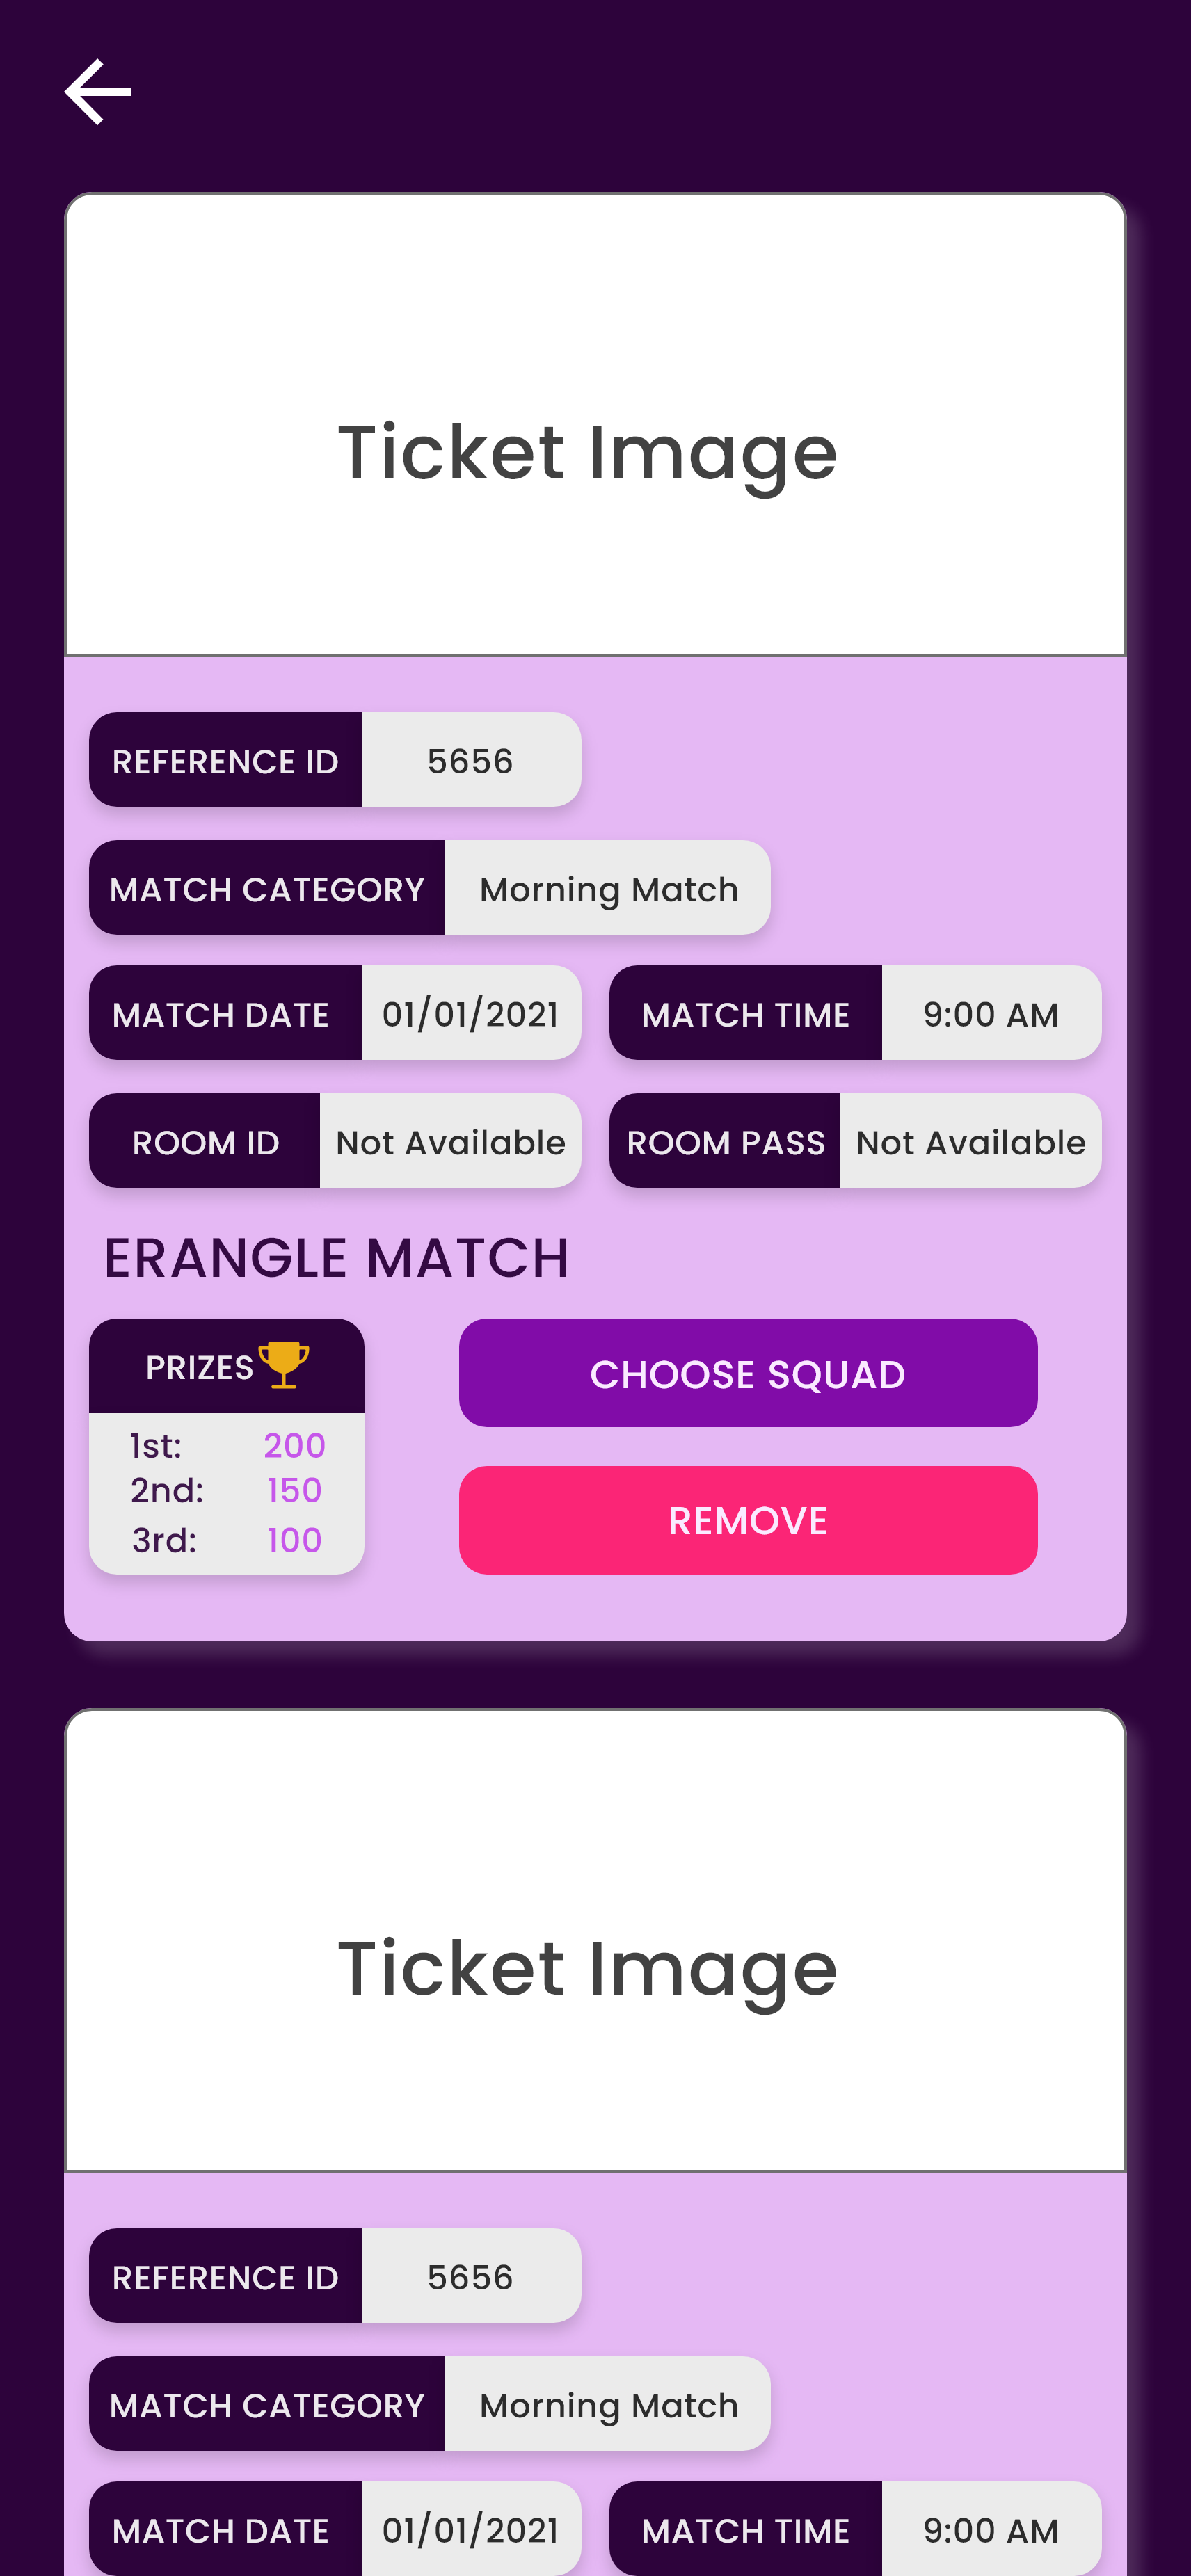 Ticket Image
REFERENCE ID 5656
MATCH CATEGORY Morning Match
MATCH DATE 01/01/2021 MATCH TIME 9:00 AM
ROOM ID Not Available ROOM PASS Not Available
ERANGLE MATCH
PRIZES
1st: 200
2nd: 150
3rd: 100
CHOOSE SQUAD
REMOVE
Ticket Image
REFERENCE ID 5656
MATCH CATEGORY Morning Match
MATCH DATE 01/01/2021 MATCH TIME 9:00 AM